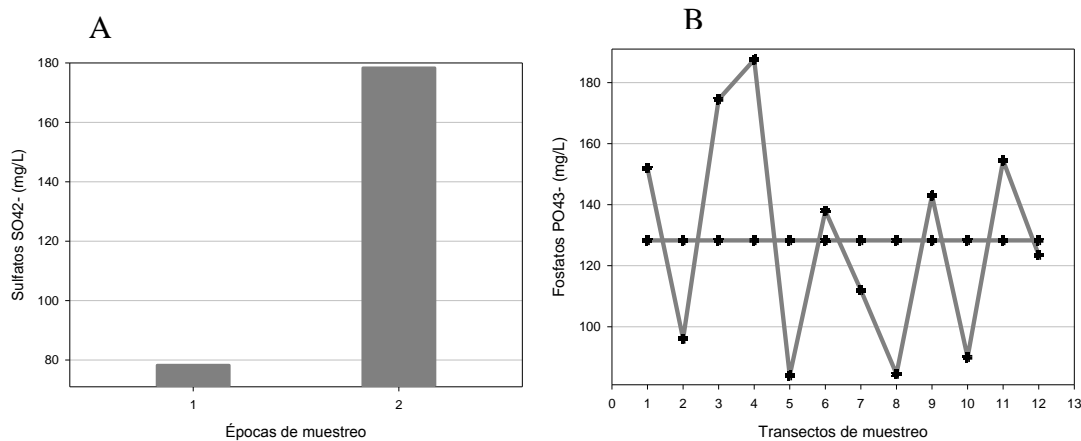 A
Sulfatos SO42- (mg/L)
180
160
140
120
100
80
1
2
Épocas de muestreo
B
Fosfatos PO43- (mg/L)
180
160
140
120
100
0 1 2 3 4 5 6 7 8 9 10 11 12 13
Transectos de muestreo